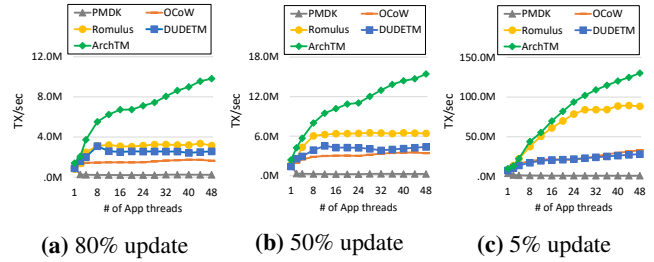 PMDK OCoW
Romulus DUDETM
ArchTM
12.0M
8.0M
4.0M
.0M
TX/sec
1 8 16 24 32 40 48
# of App threads
(a) 80% update
PMDK OCoW
Romulus DUDETM
ArchTM
18.0M
12.0M
6.0M
.0M
TX/sec
1 8 16 24 32 40 48
# of App threads
(b) 50% update
PMDK OCoW
Romulus DUDETM
ArchTM
150.0M
100.0M
50.0M
.0M
TX/sec
1 8 16 24 32 40 48
# of App threads
(c) 5% update